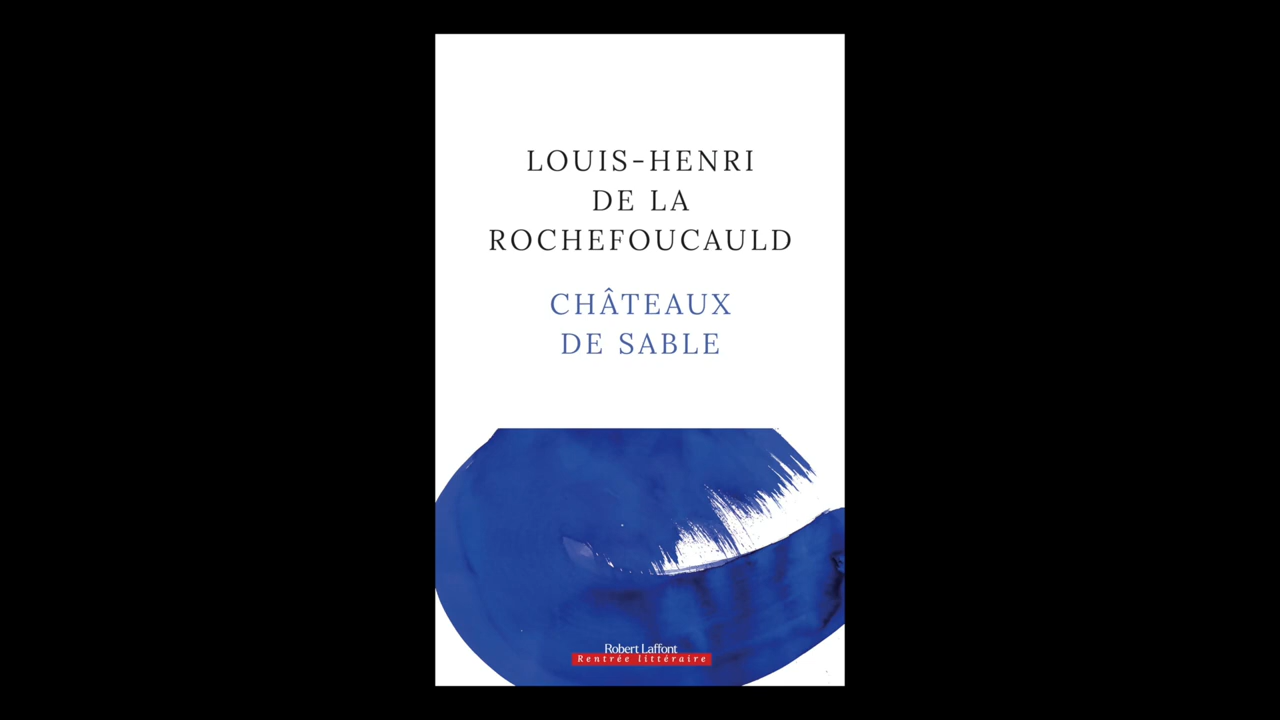 LOUIS-HENRI
DE LA
ROCHEFOUCAULD
CHÂTEAUX
DE SABLE
Robert Laffont
Rentrée littéraire